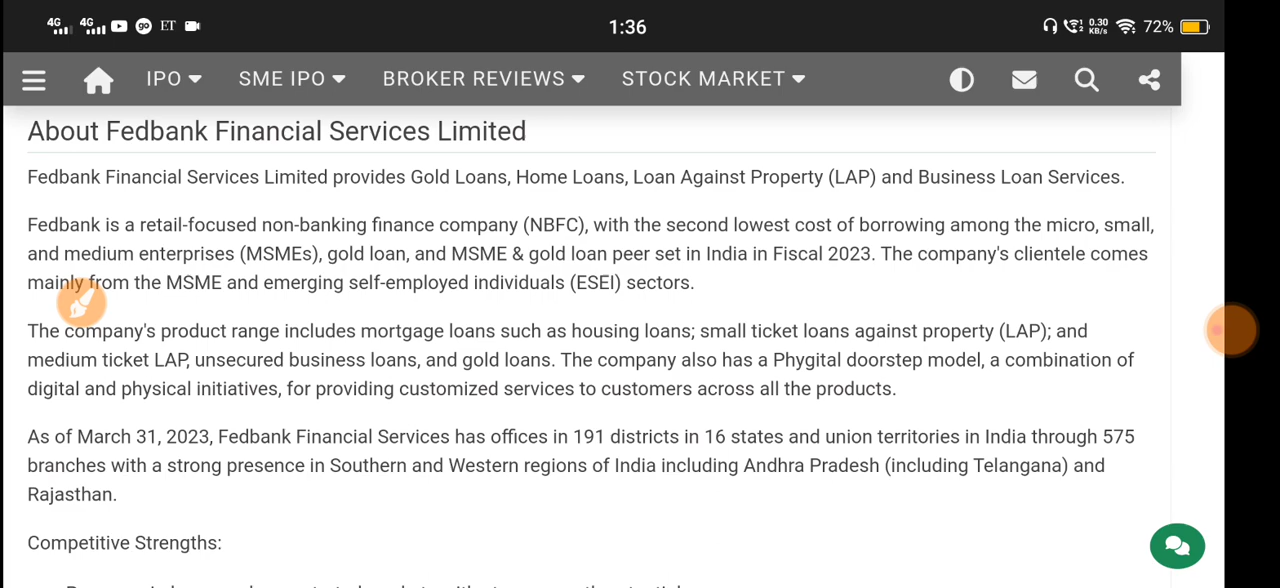 4G 4G go ET 1:36 2 0.30 KB/s 72%
IPO SME IPO BROKER REVIEWS STOCK MARKET
About Fedbank Financial Services Limited
Fedbank Financial Services Limited provides Gold Loans, Home Loans, Loan Against Property (LAP) and Business Loan Services.
Fedbank is a retail-focused non-banking finance company (NBFC), with the second lowest cost of borrowing among the micro, small,
and medium enterprises (MSMEs), gold loan, and MSME & gold loan peer set in India in Fiscal 2023. The company's clientele comes
mainly from the MSME and emerging self-employed individuals (ESEI) sectors.
The company's product range includes mortgage loans such as housing loans; small ticket loans against property (LAP); and
medium ticket LAP, unsecured business loans, and gold loans. The company also has a Phygital doorstep model, a combination of
digital and physical initiatives, for providing customized services to customers across all the products.
As of March 31, 2023, Fedbank Financial Services has offices in 191 districts in 16 states and union territories in India through 575
branches with a strong presence in Southern and Western regions of India including Andhra Pradesh (including Telangana) and
Rajasthan.
Competitive Strengths: